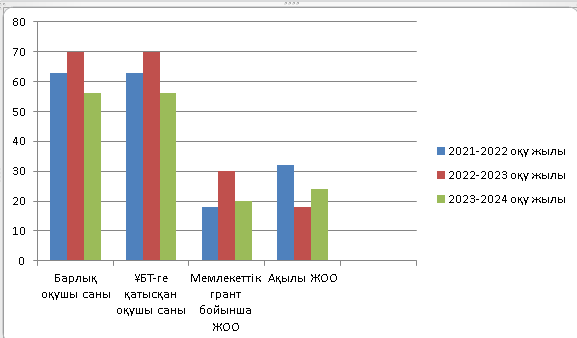 80
70
60
50
40
30
20
10
0
Барлық
оқушы саны
ҰБТ-ге
қатысқан
оқушы саны
Мемлекеттік
грант
бойынша
ЖОО
Ақылы ЖОО
2021-2022 оқу жылы
2022-2023 оқу жылы
2023-2024 оқу жылы